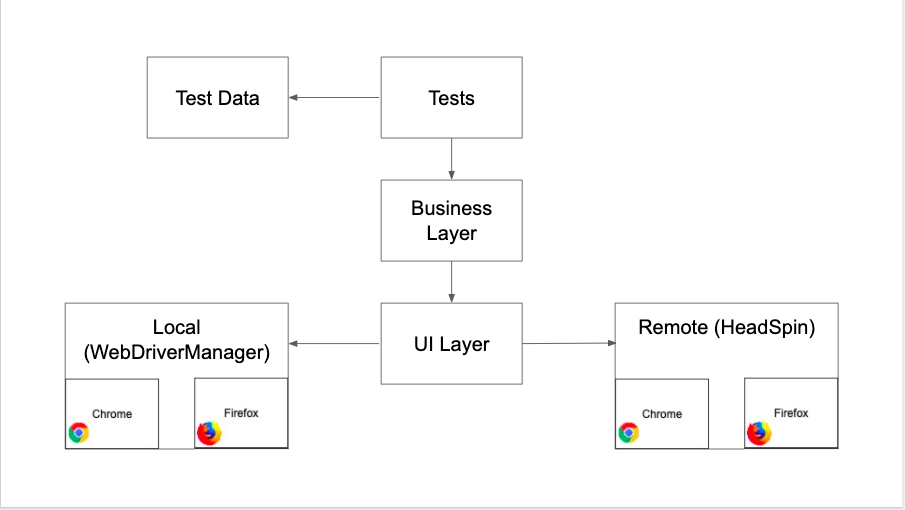 Test Data
Tests
Business
Layer
Local
(WebDriverManager)
UI Layer
Remote (HeadSpin)
Chrome
Firefox
Chrome
Firefox